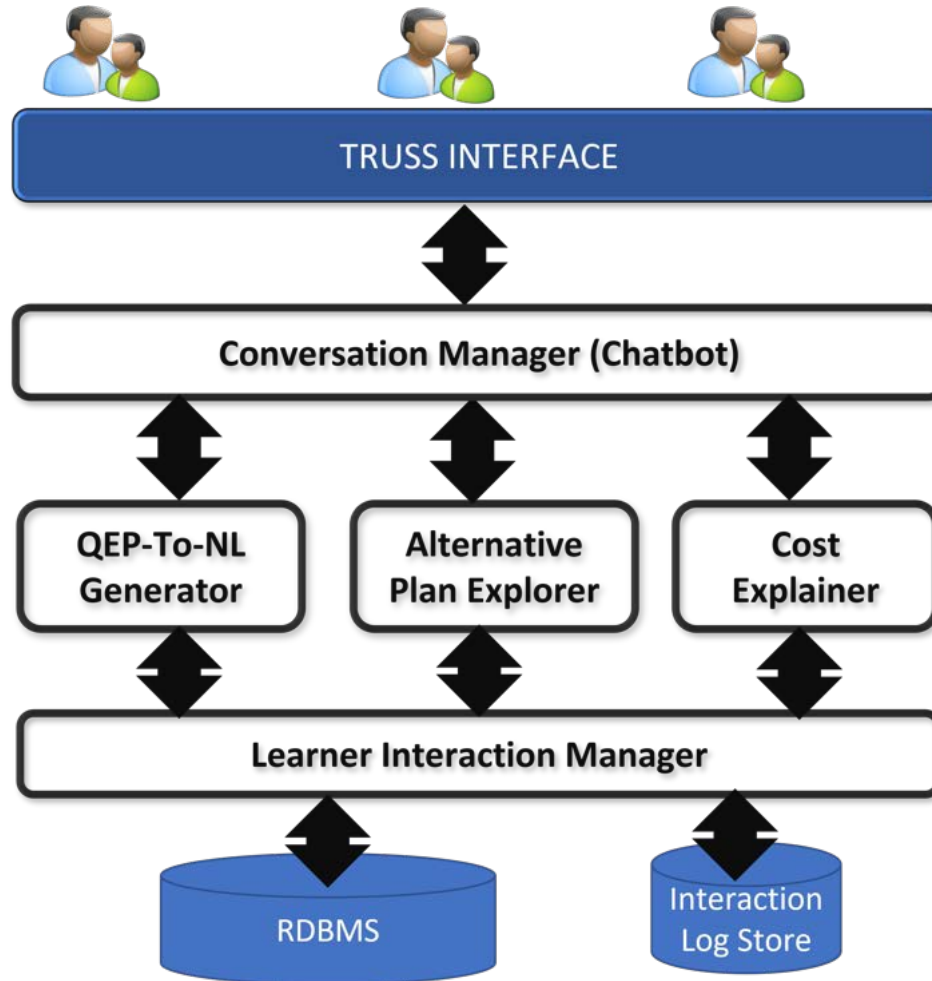 TRUSS INTERFACE
Conversation Manager (Chatbot)
QEP-To-NL
Generator
Alternative
Plan Explorer
Cost
Explainer
Learner Interaction Manager
RDBMS
Interaction
Log Store